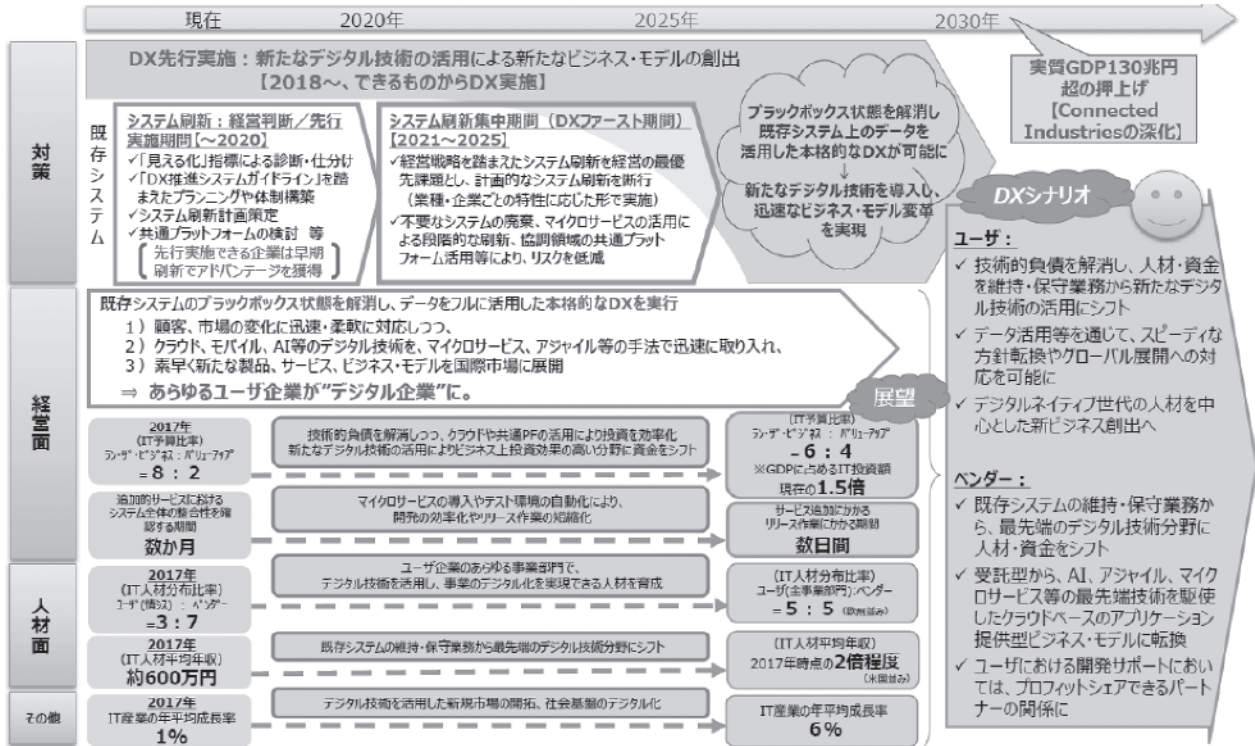 現在
2020年
2025年
2030年
実質GDP130兆円
超の押上げ
【Connected
Industriesの深化】
対策
DX先行実施：新たなデジタル技術の活用による新たなビジネス・モデルの創出
【2018～、できるものからDX実施】
既存システム
システム刷新：経営判断／先行
実施期間【～2020】
✓「見える化」指標による診断・仕分け
✓「DX推進システムガイドライン」を踏
まえたプランニングや体制構築
✓システム刷新計画策定
✓共通プラットフォームの検討 等
先行実施できる企業は早期
刷新でアドバンテージを獲得
システム刷新集中期間（DXファースト期間）
【2021～2025】
✓経営戦略を踏まえたシステム刷新を経営の最優
先課題とし、計画的なシステム刷新を断行
（業種・企業ごとの特性に応じた形で実施）
✓不要なシステムの廃棄、マイクロサービスの活用に
よる段階的な刷新、協調領域の共通プラット
フォーム活用等により、リスクを低減
ブラックボックス状態を解消し
既存システム上のデータを
活用した本格的なDXが可能に
↓
新たなデジタル技術を導入し、
迅速なビジネス・モデル変革
を実現
DXシナリオ
ユーザ：
✓ 技術的負債を解消し、人材・資金
を維持・保守業務から新たなデジタ
ル技術の活用にシフト
✓ データ活用等を通じて、スピーディな
方針転換やグローバル展開への対
応を可能に
✓ デジタルネイティブ世代の人材を中
心とした新ビジネス創出へ
ベンダー：
✓ 既存システムの維持・保守業務か
ら、最先端のデジタル技術分野に
人材・資金をシフト
✓ 受託型から、AI、アジャイル、マイク
ロサービス等の最先端技術を駆使
したクラウドベースのアプリケーション
提供型ビジネス・モデルに転換
✓ ユーザにおける開発サポートにおい
ては、プロフィットシェアできるパート
ナーの関係に
経営面
既存システムのブラックボックス状態を解消し、データをフルに活用した本格的なDXを実行
1）顧客、市場の変化に迅速・柔軟に対応しつつ、
2）クラウド、モバイル、AI等のデジタル技術を、マイクロサービス、アジャイル等の手法で迅速に取り入れ、
3）素早く新たな製品、サービス、ビジネス・モデルを国際市場に展開
⇒ あらゆるユーザ企業が”デジタル企業”に。
展望
2017年
(IT予算比率)
ラン・ザ・ビジネス：バリューアップ
＝8：2
技術的負債を解消しつつ、クラウドや共通PFの活用により投資を効率化
新たなデジタル技術の活用によりビジネス上投資効果の高い分野に資金をシフト
(IT予算比率)
ラン・ザ・ビジネス：バリューアップ
＝6：4
※GDPに占めるIT投資額
現在の1.5倍
追加的サービスにおける
システム全体の整合性を確
認する期間
数か月
マイクロサービスの導入やテスト環境の自動化により、
開発の効率化やリリース作業の短縮化
サービス追加にかかる
リリース作業にかかる期間
数日間
人材面
2017年
(IT人材分布比率)
ユーザ(情シス)：ベンダー
＝3：7
ユーザ企業のあらゆる事業部門で、
デジタル技術を活用し、事業のデジタル化を実現できる人材を育成
(IT人材分布比率)
ユーザ(全事業部門)：ベンダー
＝5：5 (欧州並み)
2017年
(IT人材平均年収)
約600万円
既存システムの維持・保守業務から最先端のデジタル技術分野にシフト
(IT人材平均年収)
2017年時点の2倍程度
(米国並み)
その他
2017年
IT産業の年平均成長率
1%
デジタル技術を活用した新規市場の開拓、社会基盤のデジタル化
IT産業の年平均成長率
6%